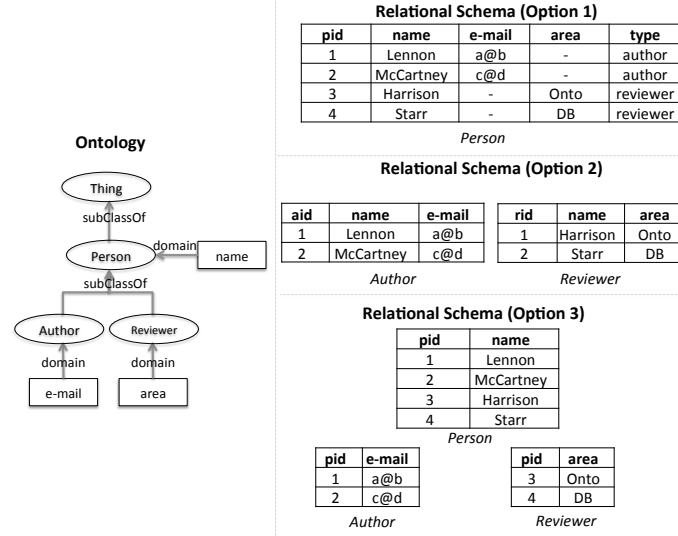 Ontology
Thing
subClassOf
Person
domain
name
subClassOf
Author
Reviewer
domain
domain
e-mail
area
Relational Schema (Option 1)
pid name e-mail area type
1 Lennon a@b - author
2 McCartney c@d - author
3 Harrison - Onto reviewer
4 Starr - DB reviewer
Person
Relational Schema (Option 2)
aid name e-mail
1 Lennon a@b
2 McCartney c@d
Author
rid name area
1 Harrison Onto
2 Starr DB
Reviewer
Relational Schema (Option 3)
pid name
1 Lennon
2 McCartney
3 Harrison
4 Starr
Person
pid e-mail
1 a@b
2 c@d
Author
pid area
3 Onto
4 DB
Reviewer